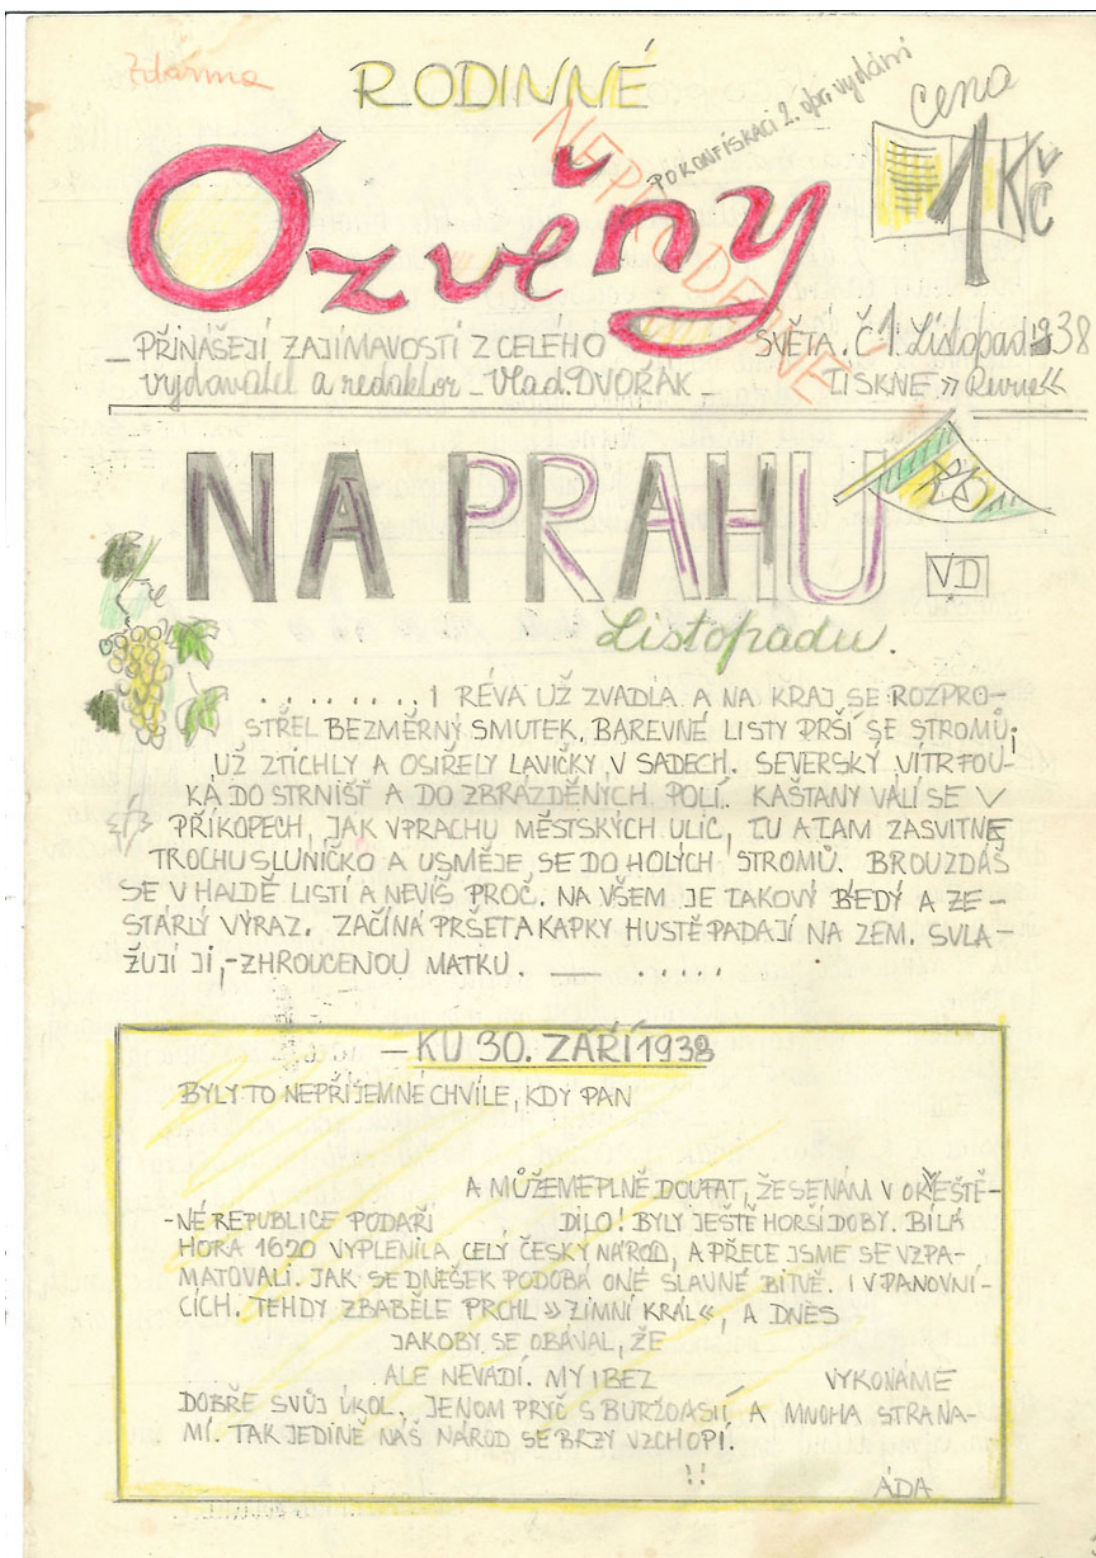 Zdarma
RODINNÉ
NEPRODEJNÉ
PO KONFISKACI 2. opr. vydání
cena
1 Kč
Ozvěny
— PŘINÁŠEJÍ ZAJÍMAVOSTI Z CELÉHO SVĚTA. Č 1. Listopad 1938
vydavatel a redaktor – Vlad. DVOŘÁK – TISKNE »Revue«
NA PRAHU
RO
VD
Listopadu.
......... I RÉVA UŽ ZVADLA A NA KRAJ SE ROZPRO-
STŘEL BEZMĚRNÝ SMUTEK. BAREVNÉ LISTY PRŠÍ SE STROMŮ;
UŽ ZTICHLY A OSIŘELY LAVIČKY V SADECH. SEVERSKÝ VÍTR FOU-
KÁ DO STRNIŠŤ A DO ZBRÁZDĚNÝCH POLÍ. KAŠTANY VÁLÍ SE V
PŘÍKOPECH, JAK V PRACHU MĚSTSKÝCH ULIC, TU A TAM ZASVITNE
TROCHU SLUNÍČKO A USMĚJE SE DO HOLÝCH STROMŮ. BROUZDÁŠ
SE V HALDĚ LISTÍ A NEVÍŠ PROČ. NA VŠEM JE TAKOVÝ BĚDÝ A ZE-
STÁRLÝ VÝRAZ. ZAČÍNÁ PRŠET A KAPKY HUSTĚ PADAJÍ NA ZEM. SVLA-
ŽUJÍ JI,-ZHROUCENOU MATKU. — .....
— KU 30. ZÁŘÍ 1938
BYLY TO NEPŘÍJEMNÉ CHVÍLE, KDY PAN
A MŮŽEME PLNĚ DOUFAT, ŽE SE NÁM V OKLEŠTĚ-
-NÉ REPUBLICE PODAŘÍ DÍLO! BYLY JEŠTĚ HORŠÍ DOBY. BÍLÁ
HORA 1620 VYPLENILA CELÝ ČESKÝ NÁROD, A PŘECE JSME SE VZPA-
MATOVALI. JAK SE DNEŠEK PODOBÁ ONÉ SLAVNÉ BITVĚ. I V PANOVNÍ-
CÍCH. TEHDY ZBABĚLE PRCHL »ZIMNÍ KRÁL«, A DNES
JAKOBY SE OBÁVAL, ŽE
ALE NEVADÍ. MY I BEZ VYKONÁME
DOBŘE SVŮJ ÚKOL. JENOM PRYČ S BURŽOASIÍ A MNOHA STRANA-
MI. TAK JEDINĚ NÁŠ NÁROD SE BRZY VZCHOPÍ.
!!
ÁDA